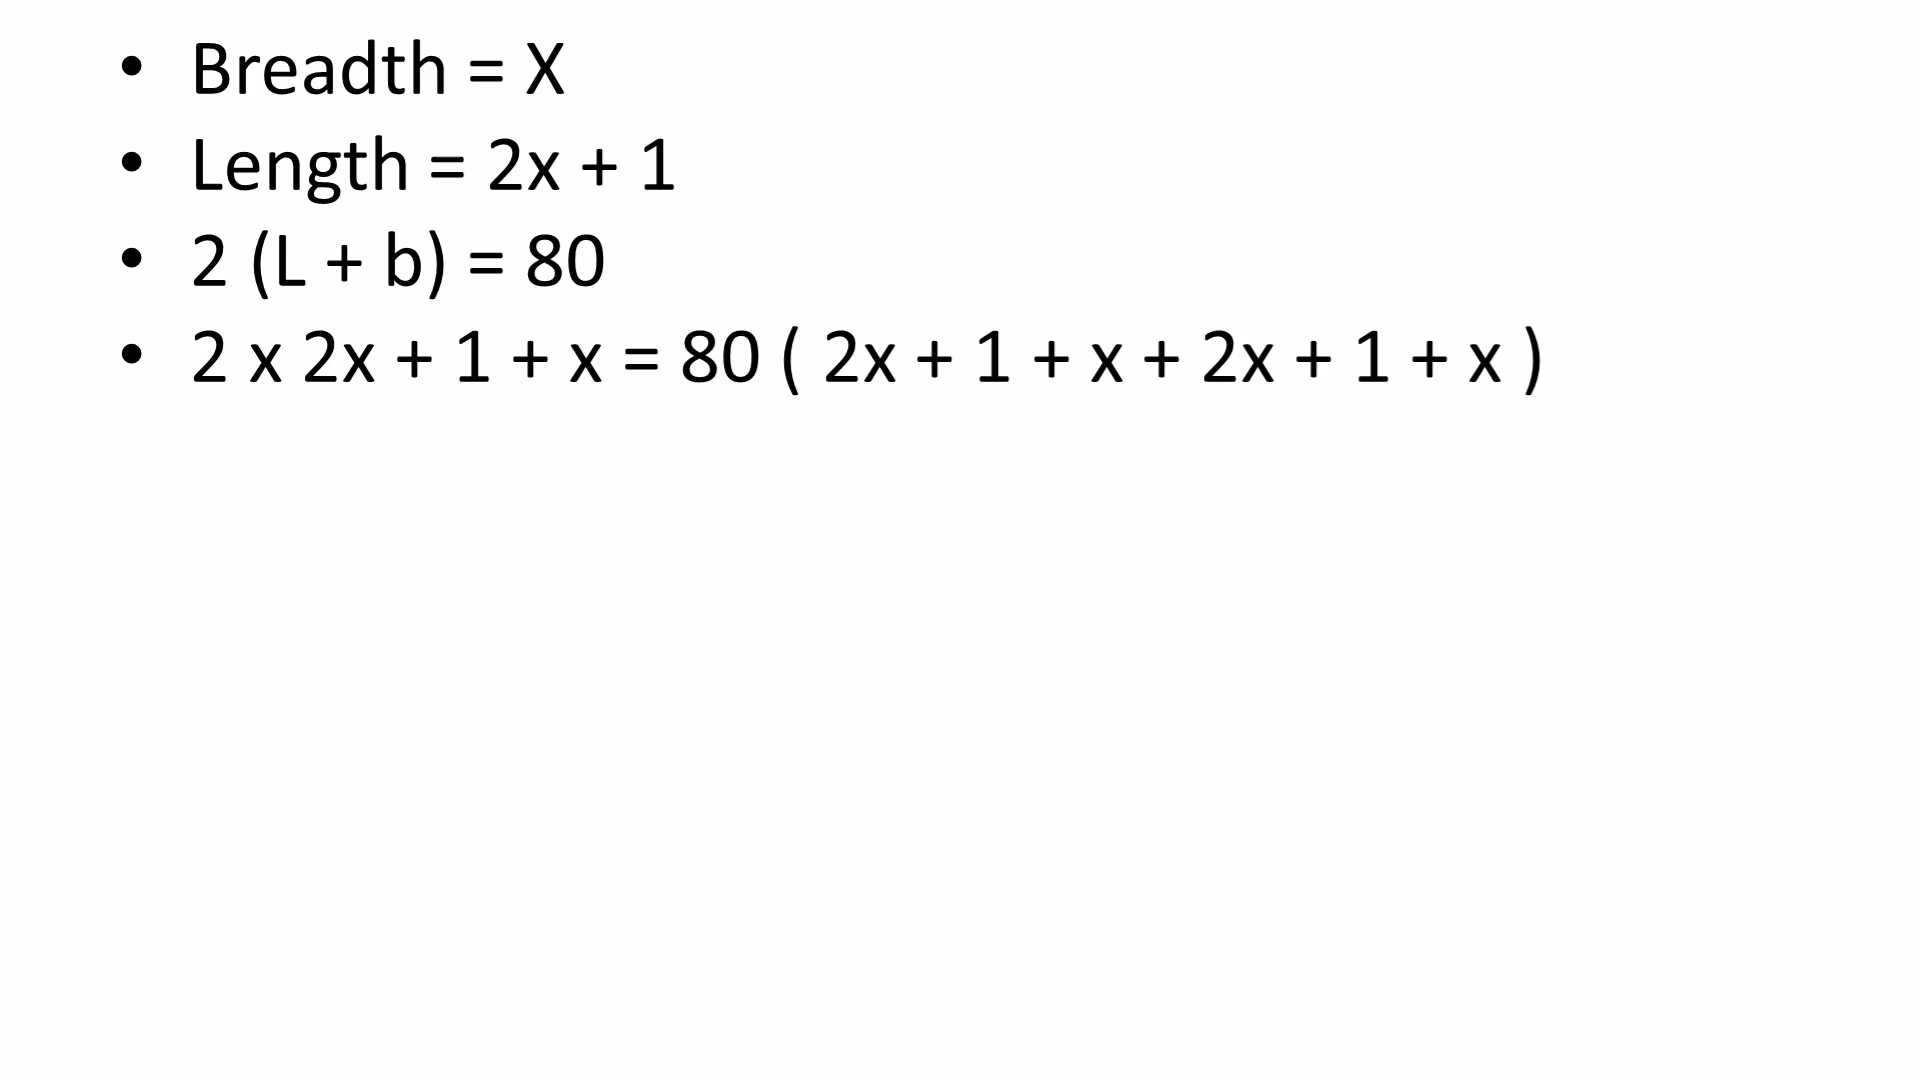 • Breadth = X
• Length = 2x + 1
• 2 (L + b) = 80
• 2 x 2x + 1 + x = 80 ( 2x + 1 + x + 2x + 1 + x )